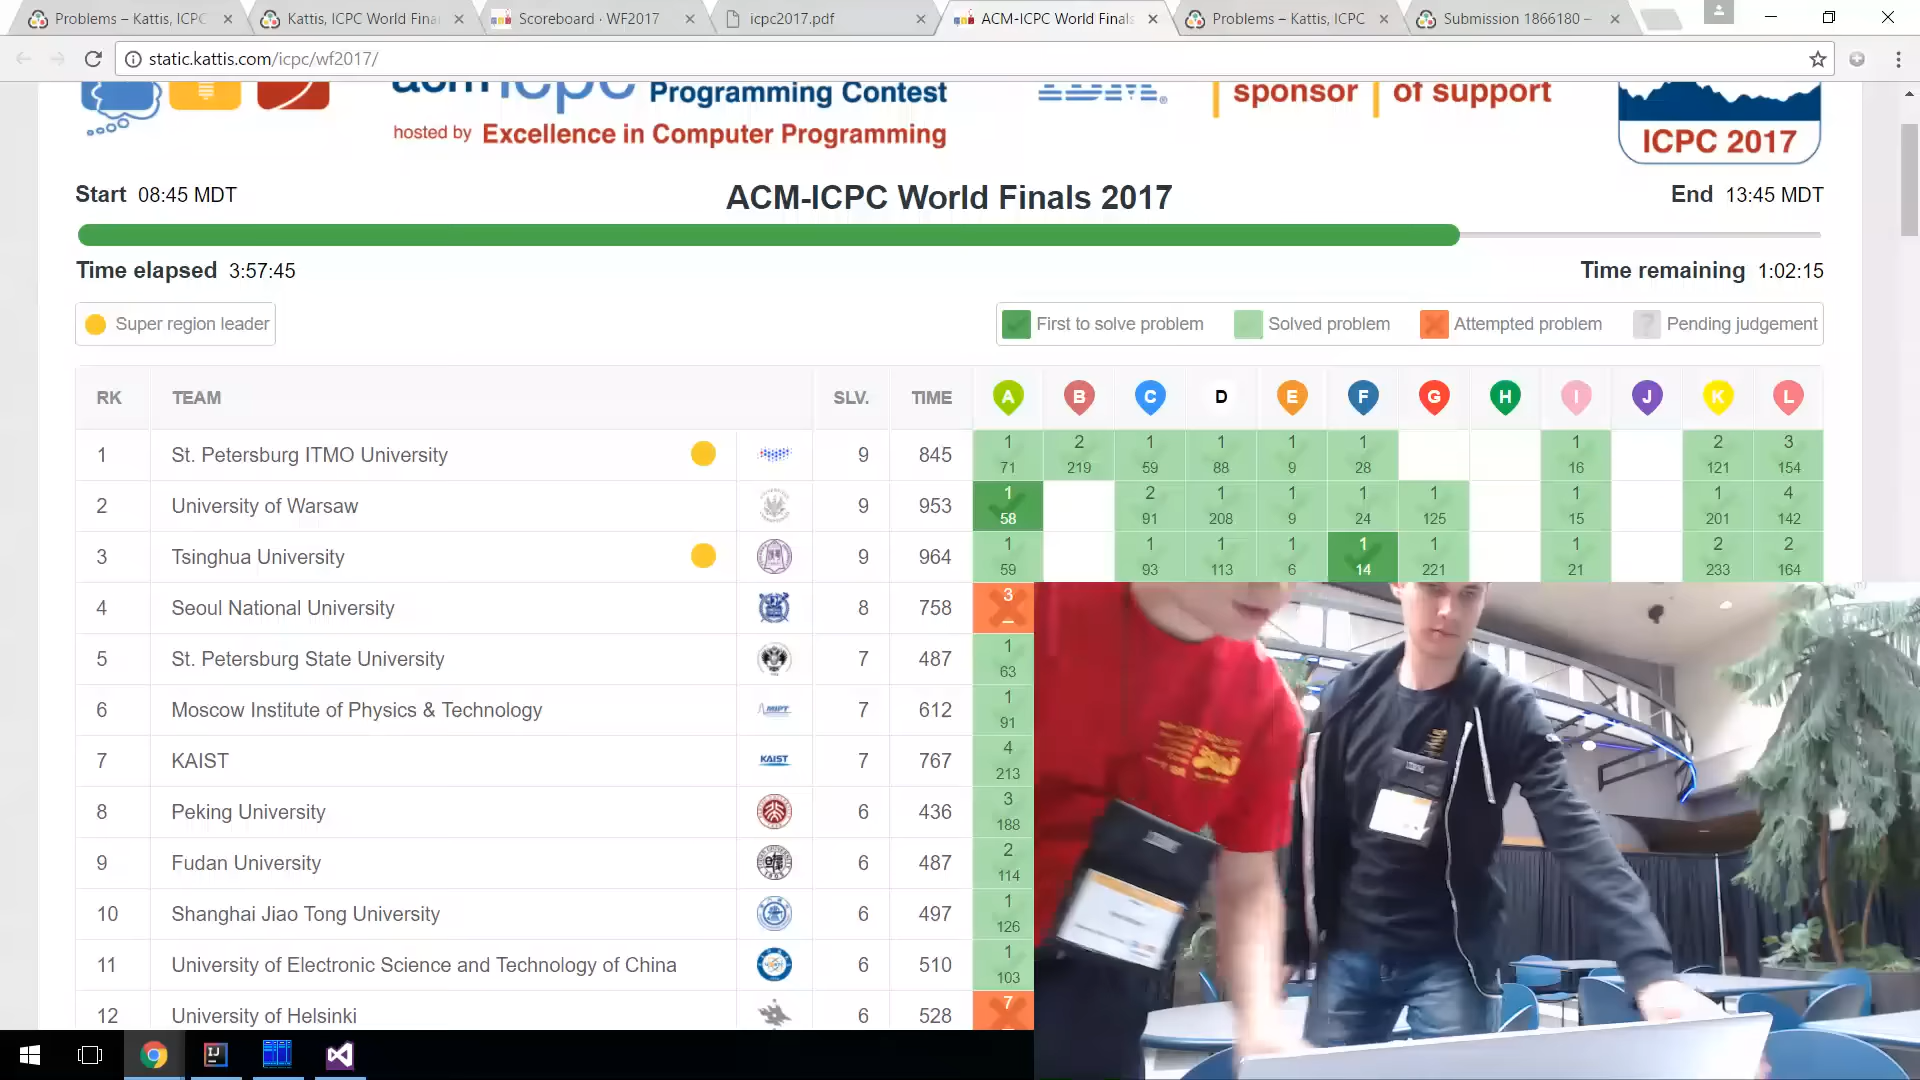 Problems – Kattis, ICPC
Kattis, ICPC World Fina
Scoreboard · WF2017
icpc2017.pdf
ACM-ICPC World Finals
Problems – Kattis, ICPC
Submission 1866180 –
static.kattis.com/icpc/wf2017/
acm icpc Programming Contest
IBM
sponsor
of support
hosted by Excellence in Computer Programming
ICPC 2017
Start 08:45 MDT
ACM-ICPC World Finals 2017
End 13:45 MDT
Time elapsed 3:57:45
Time remaining 1:02:15
Super region leader
First to solve problem
Solved problem
Attempted problem
Pending judgement
RK TEAM SLV. TIME A B C D E F G H I J K L
1 St. Petersburg ITMO University 9 845 1 2 1 1 1 1 1 2 3
71 219 59 88 9 28 16 121 154
2 University of Warsaw 9 953 1 2 1 1 1 1 1 1 4
58 91 208 9 24 125 15 201 142
3 Tsinghua University 9 964 1 1 1 1 1 1 1 2 2
59 93 113 6 14 221 21 233 164
4 Seoul National University 8 758 3
–
5 St. Petersburg State University 7 487 1
63
6 Moscow Institute of Physics & Technology MIPT 7 612 1
91
7 KAIST KAIST 7 767 4
213
8 Peking University 6 436 3
188
9 Fudan University 6 487 2
114
10 Shanghai Jiao Tong University 6 497 1
126
11 University of Electronic Science and Technology of China 6 510 1
103
12 University of Helsinki 6 528 7
IJ